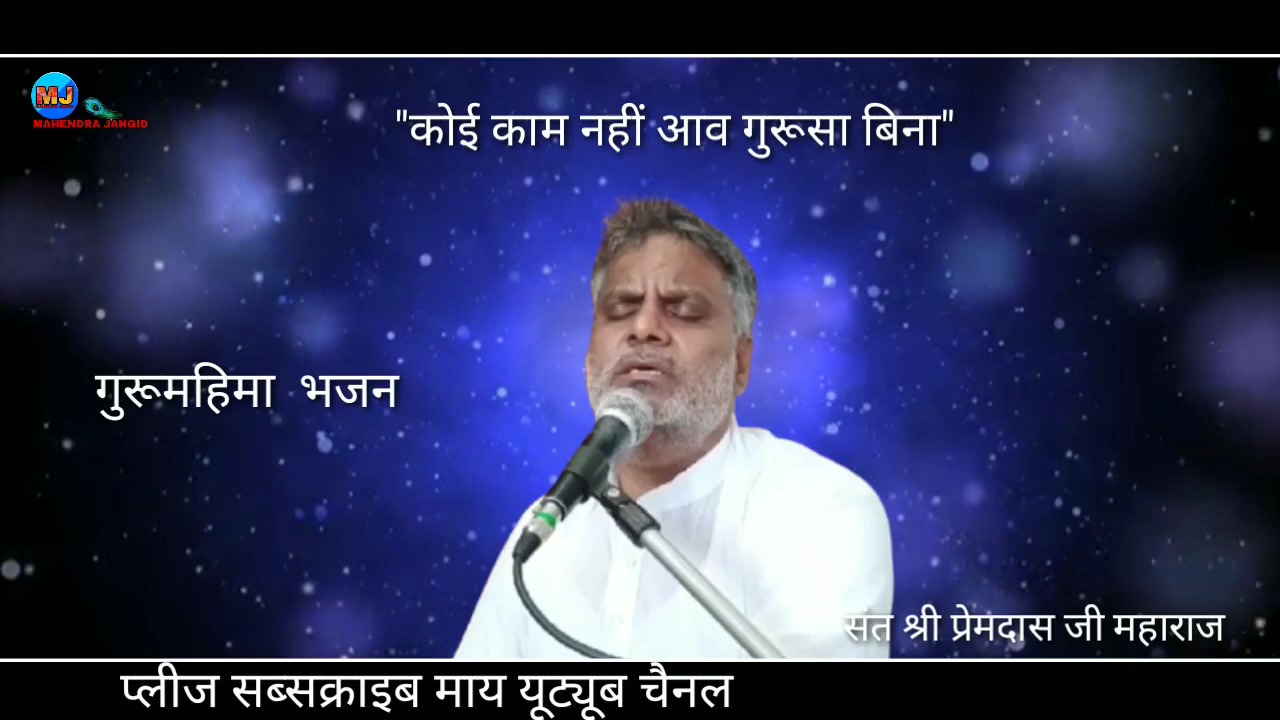 MJ
MAHENDRA JANGID
"कोई काम नहीं आव गुरूसा बिना"
गुरूमहिमा भजन
संत श्री प्रेमदास जी महाराज
प्लीज सब्सक्राइब माय यूट्यूब चैनल